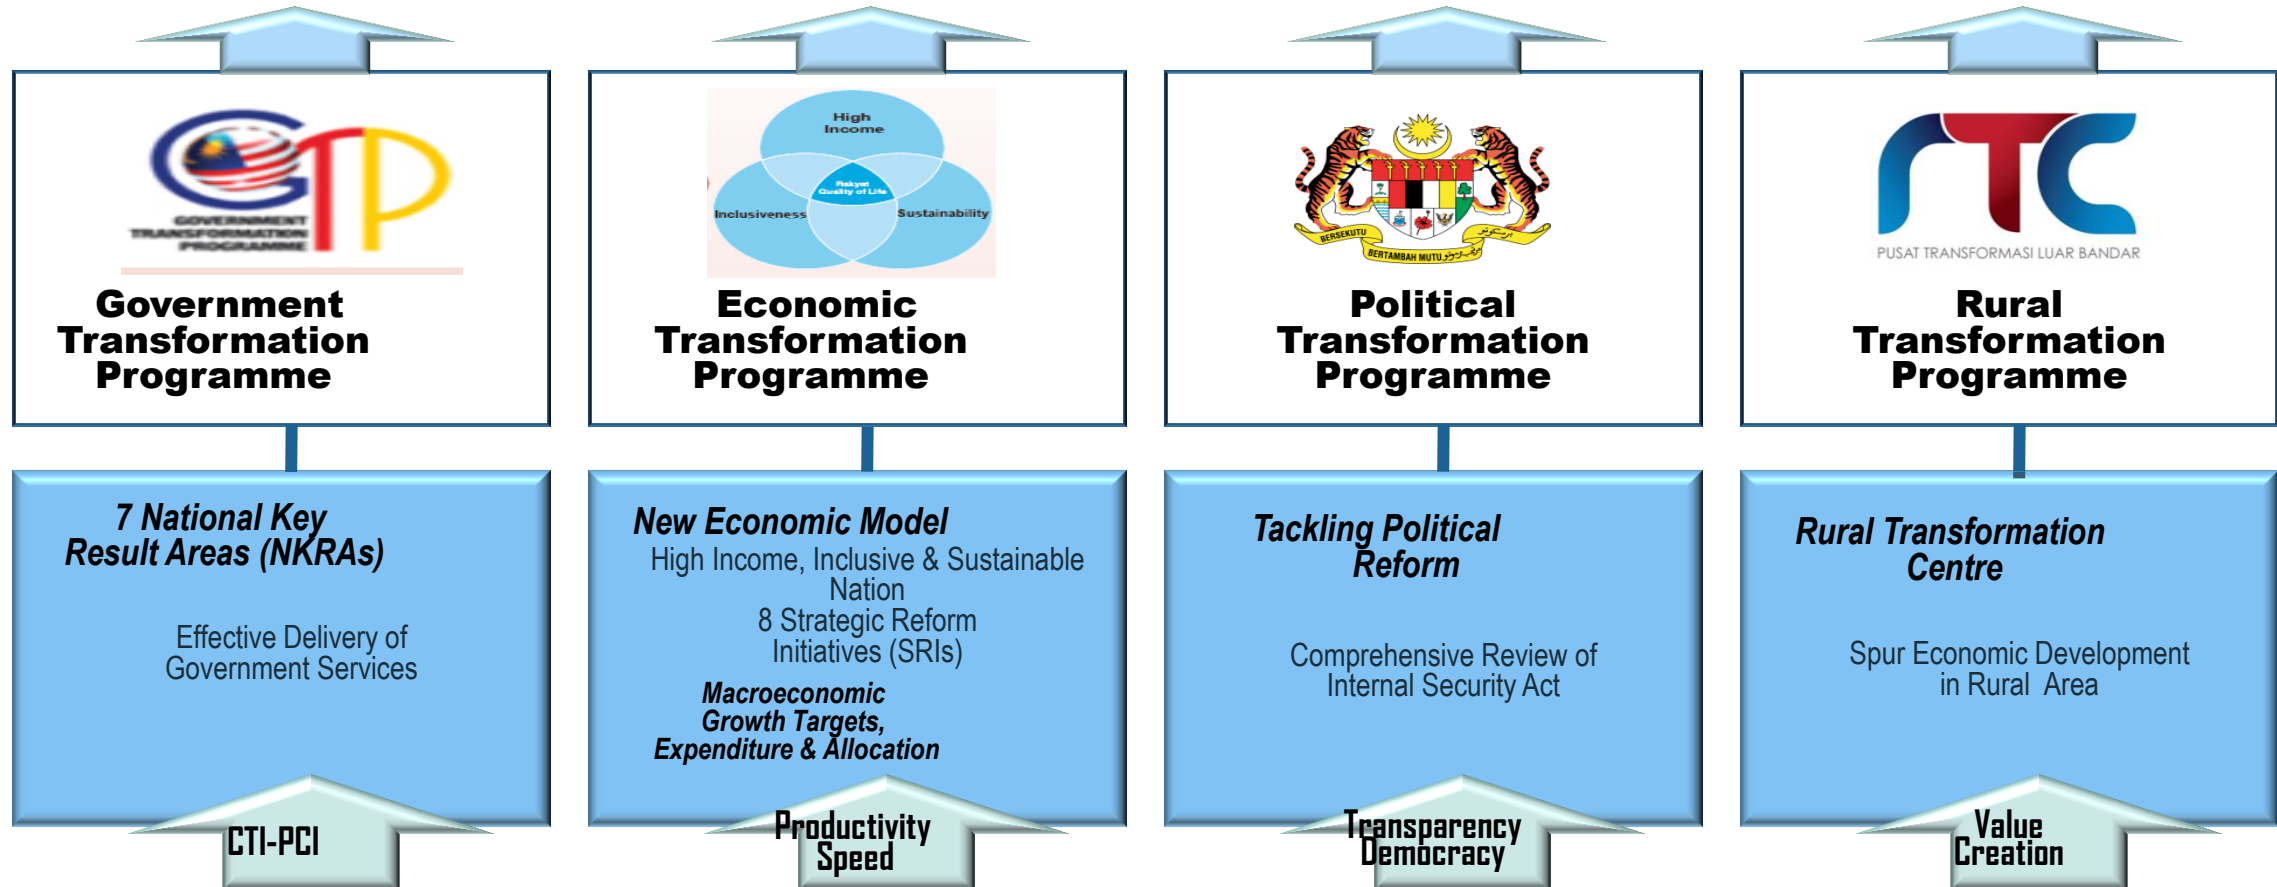 GTP
GOVERNMENT
TRANSFORMATION
PROGRAMME
Government
Transformation
Programme
7 National Key
Result Areas (NKRAs)
Effective Delivery of
Government Services
CTI-PCI
High
Income
Rakyat
Quality of Life
Inclusiveness
Sustainability
Economic
Transformation
Programme
New Economic Model
High Income, Inclusive & Sustainable
Nation
8 Strategic Reform
Initiatives (SRIs)
Macroeconomic
Growth Targets,
Expenditure & Allocation
Productivity
Speed
BERSEKUTU
BERTAMBAH MUTU
Political
Transformation
Programme
Tackling Political
Reform
Comprehensive Review of
Internal Security Act
Transparency
Democracy
rTC
PUSAT TRANSFORMASI LUAR BANDAR
Rural
Transformation
Programme
Rural Transformation
Centre
Spur Economic Development
in Rural Area
Value
Creation